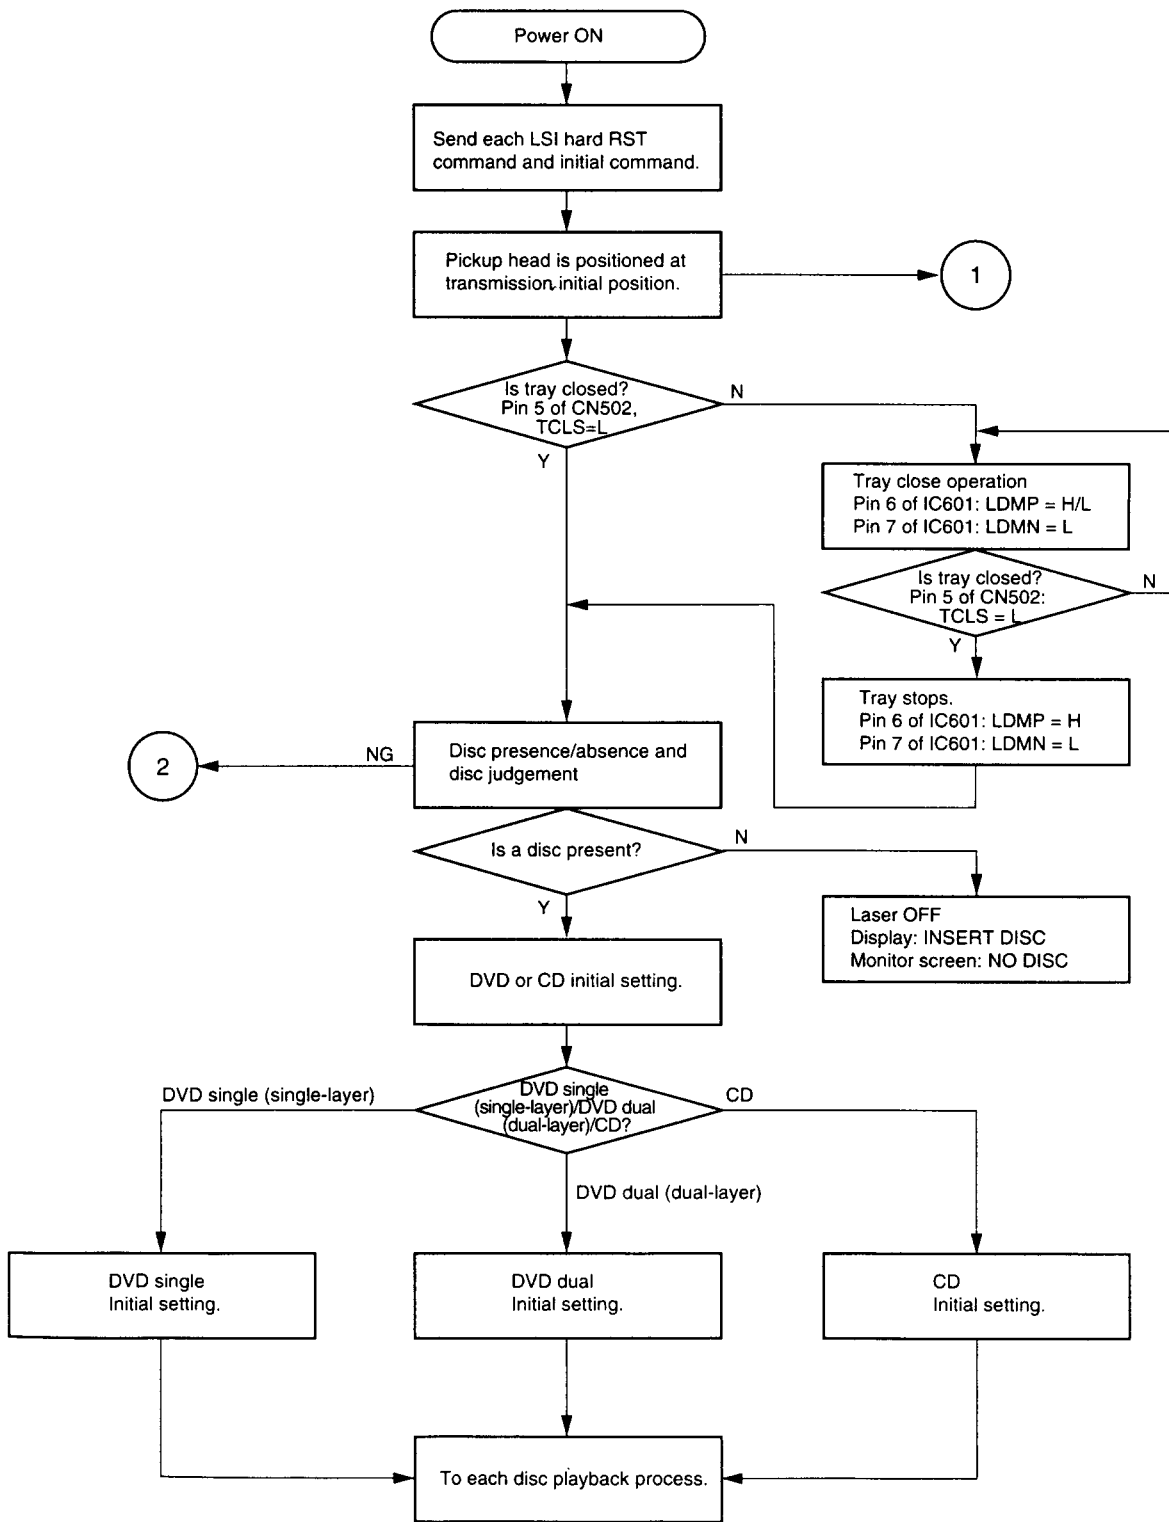 Power ON
Send each LSI hard RST
command and initial command.
Pickup head is positioned at
transmission initial position.
1
Is tray closed?
Pin 5 of CN502,
TCLS=L
N
Y
Tray close operation
Pin 6 of IC601: LDMP = H/L
Pin 7 of IC601: LDMN = L
Is tray closed?
Pin 5 of CN502:
TCLS = L
N
Y
Tray stops.
Pin 6 of IC601: LDMP = H
Pin 7 of IC601: LDMN = L
2
NG
Disc presence/absence and
disc judgement
Is a disc present?
N
Y
Laser OFF
Display: INSERT DISC
Monitor screen: NO DISC
DVD or CD initial setting.
DVD single (single-layer)
DVD single
(single-layer)/DVD dual
(dual-layer)/CD?
CD
DVD dual (dual-layer)
DVD single
Initial setting.
DVD dual
Initial setting.
CD
Initial setting.
To each disc playback process.